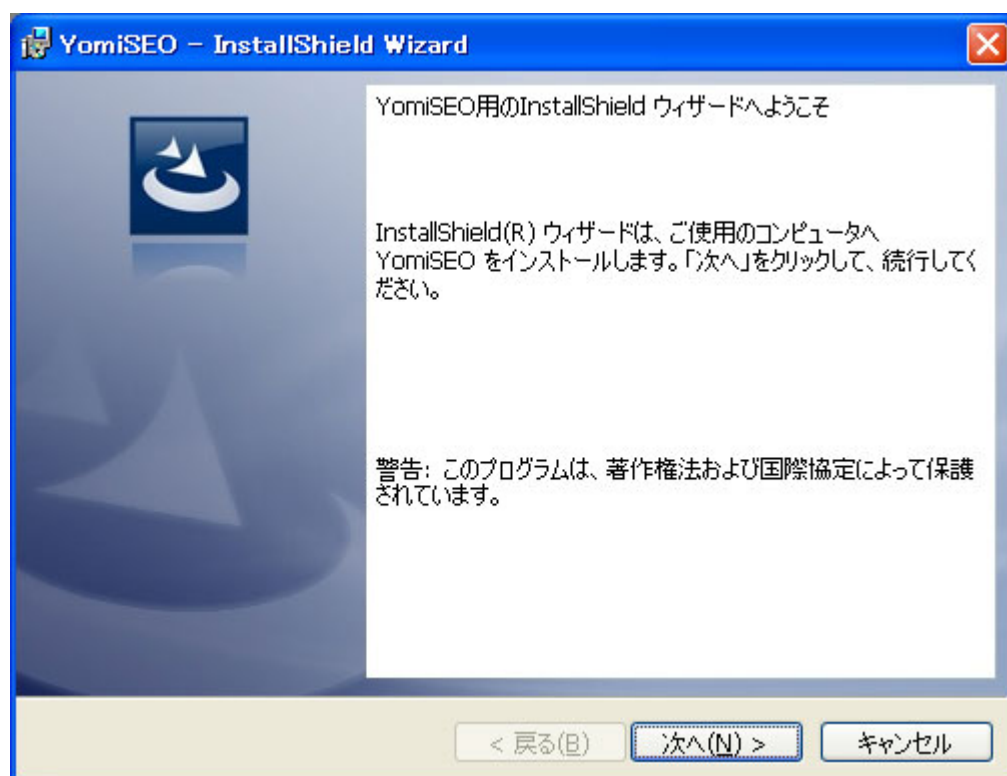 YomiSEO - InstallShield Wizard
YomiSEO用のInstallShield ウィザードへようこそ
InstallShield(R) ウィザードは、ご使用のコンピュータへ
YomiSEO をインストールします。「次へ」をクリックして、続行してく
ださい。
警告: このプログラムは、著作権法および国際協定によって保護
されています。
< 戻る(B)
次へ(N) >
キャンセル